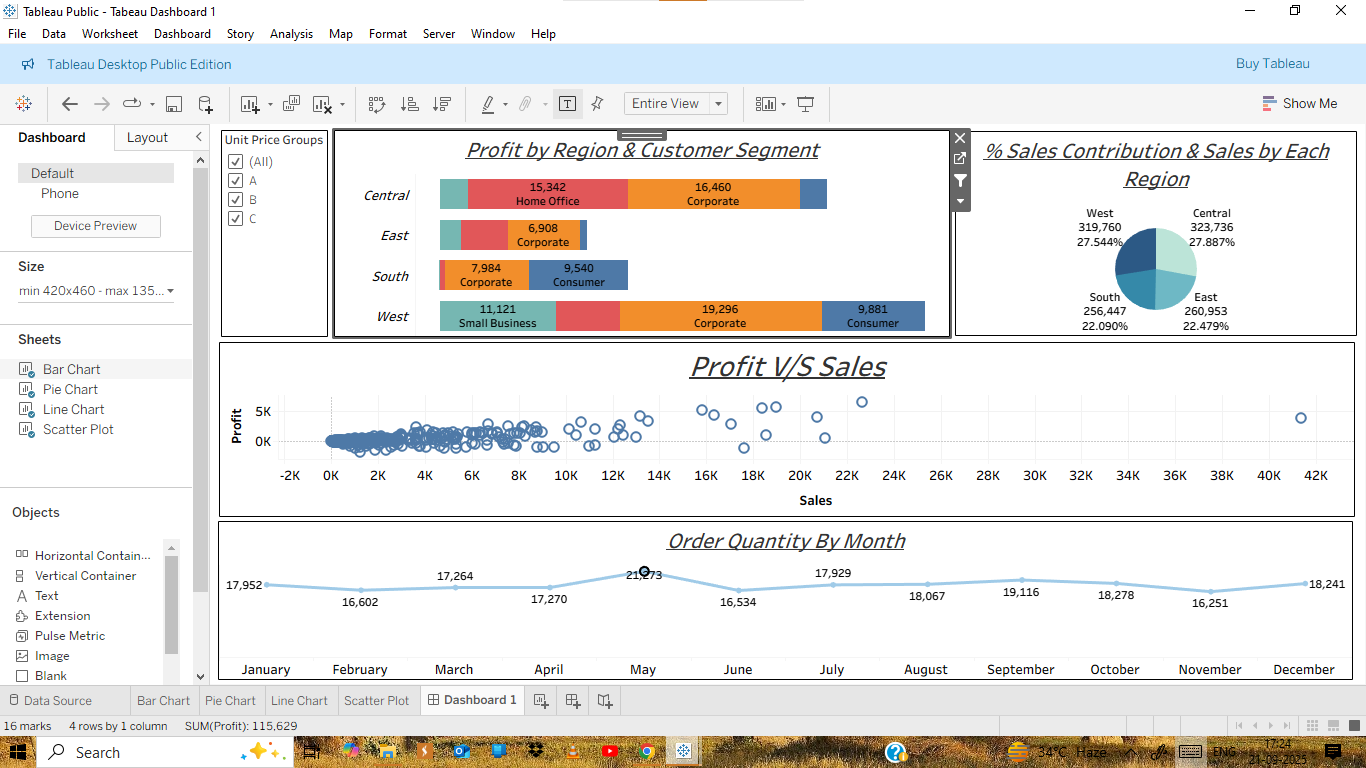 Tableau Public - Tabeau Dashboard 1
File Data Worksheet Dashboard Story Analysis Map Format Server Window Help
Tableau Desktop Public Edition
Buy Tableau
Entire View
Show Me
Dashboard
Layout
Default
Phone
Device Preview
Size
min 420x460 - max 135...
Sheets
Bar Chart
Pie Chart
Line Chart
Scatter Plot
Objects
Horizontal Contain...
Vertical Container
Text
Extension
Pulse Metric
Image
Blank
Unit Price Groups
(All)
A
B
C
Profit by Region & Customer Segment
Central
15,342
Home Office
16,460
Corporate
East
6,908
Corporate
South
7,984
Corporate
9,540
Consumer
West
11,121
Small Business
19,296
Corporate
9,881
Consumer
% Sales Contribution & Sales by Each
Region
West
319,760
27.544%
Central
323,736
27.887%
South
256,447
22.090%
East
260,953
22.479%
Profit V/S Sales
Profit
5K
0K
-2K 0K 2K 4K 6K 8K 10K 12K 14K 16K 18K 20K 22K 24K 26K 28K 30K 32K 34K 36K 38K 40K 42K
Sales
Order Quantity By Month
17,952 16,602 17,264 17,270 21,273 16,534 17,929 18,067 19,116 18,278 16,251 18,241
January February March April May June July August September October November December
Data Source Bar Chart Pie Chart Line Chart Scatter Plot Dashboard 1
16 marks 4 rows by 1 column SUM(Profit): 115,629
Search
34°C Haze
ENG
17:24
21-09-2025